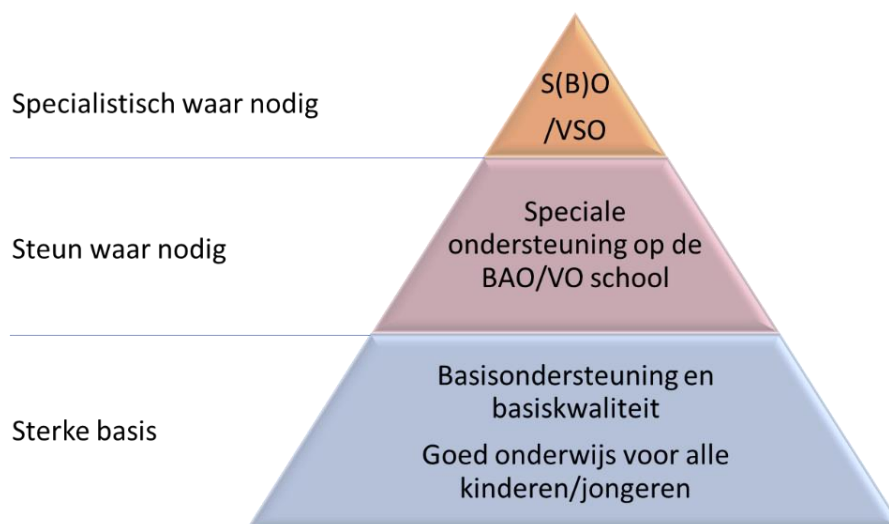 Specialistisch waar nodig
S(B)O
/VSO
Steun waar nodig
Speciale
ondersteuning op de
BAO/VO school
Sterke basis
Basisondersteuning en
basiskwaliteit
Goed onderwijs voor alle
kinderen/jongeren